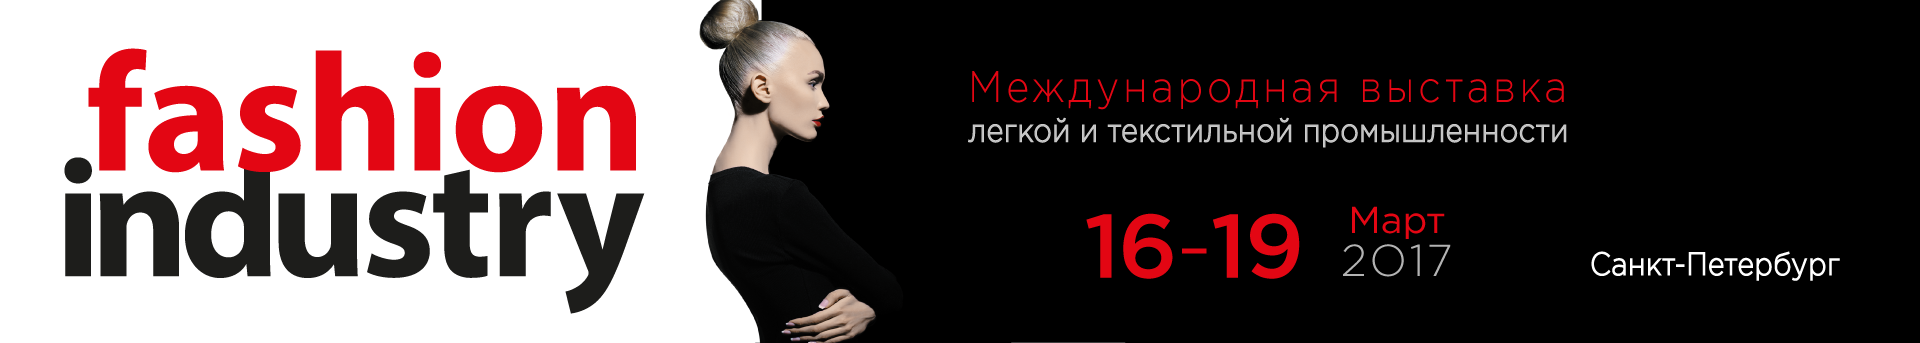 fashion
industry
Международная выставка
легкой и текстильной промышленности
16-19
Март
2017
Санкт-Петербург